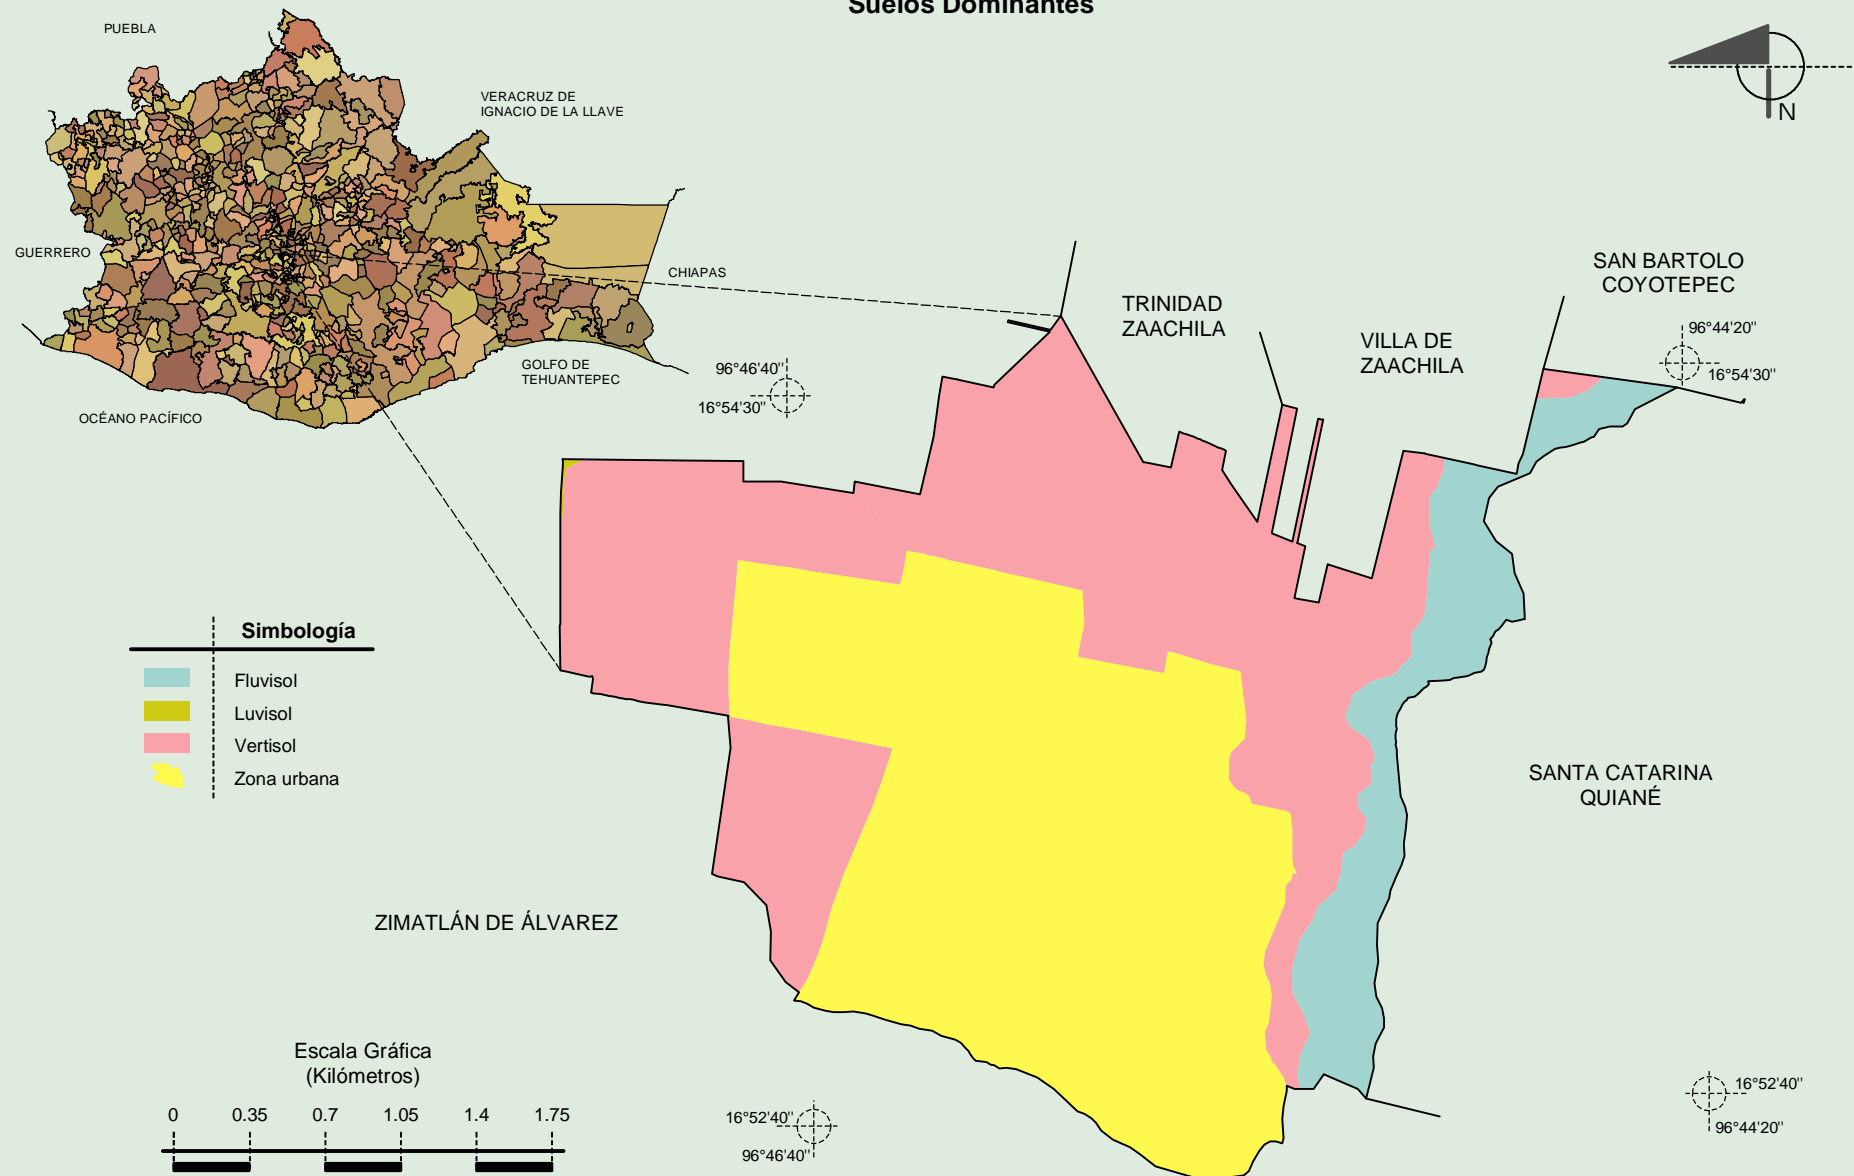 Suelos Dominantes
PUEBLA
VERACRUZ DE
IGNACIO DE LA LLAVE
GUERRERO
CHIAPAS
GOLFO DE
TEHUANTEPEC
OCÉANO PACÍFICO
N
TRINIDAD
ZAACHILA
VILLA DE
ZAACHILA
SAN BARTOLO
COYOTEPEC
96°44'20''
16°54'30''
96°46'40''
16°54'30''
Simbología
Fluvisol
Luvisol
Vertisol
Zona urbana
SANTA CATARINA
QUIANÉ
ZIMATLÁN DE ÁLVAREZ
Escala Gráfica
(Kilómetros)
0 0.35 0.7 1.05 1.4 1.75
16°52'40''
96°46'40''
16°52'40''
96°44'20''